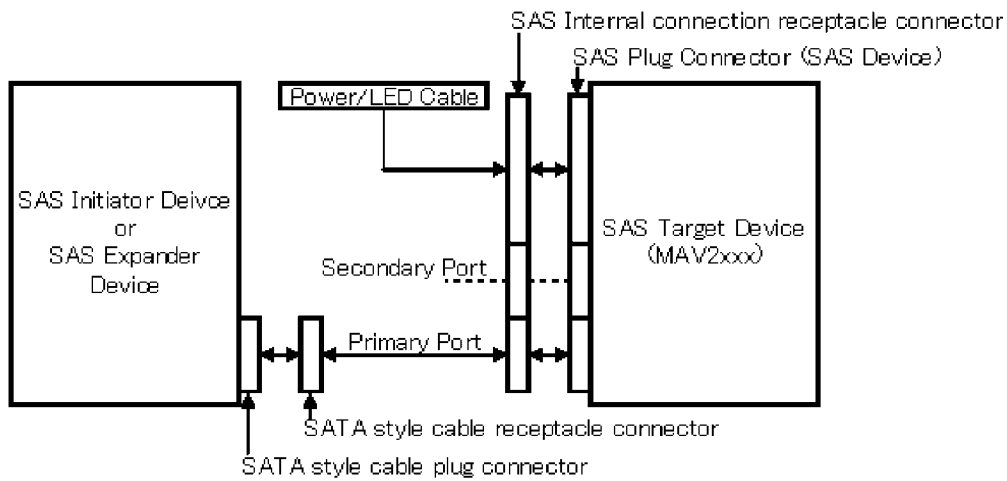 SAS Internal connection receptacle connector
SAS Plug Connector (SAS Device)
Power/LED Cable
SAS Initiator Deivce
or
SAS Expander
Device
SAS Target Device
(MAV2xxx)
Secondary Port
Primary Port
SATA style cable receptacle connector
SATA style cable plug connector